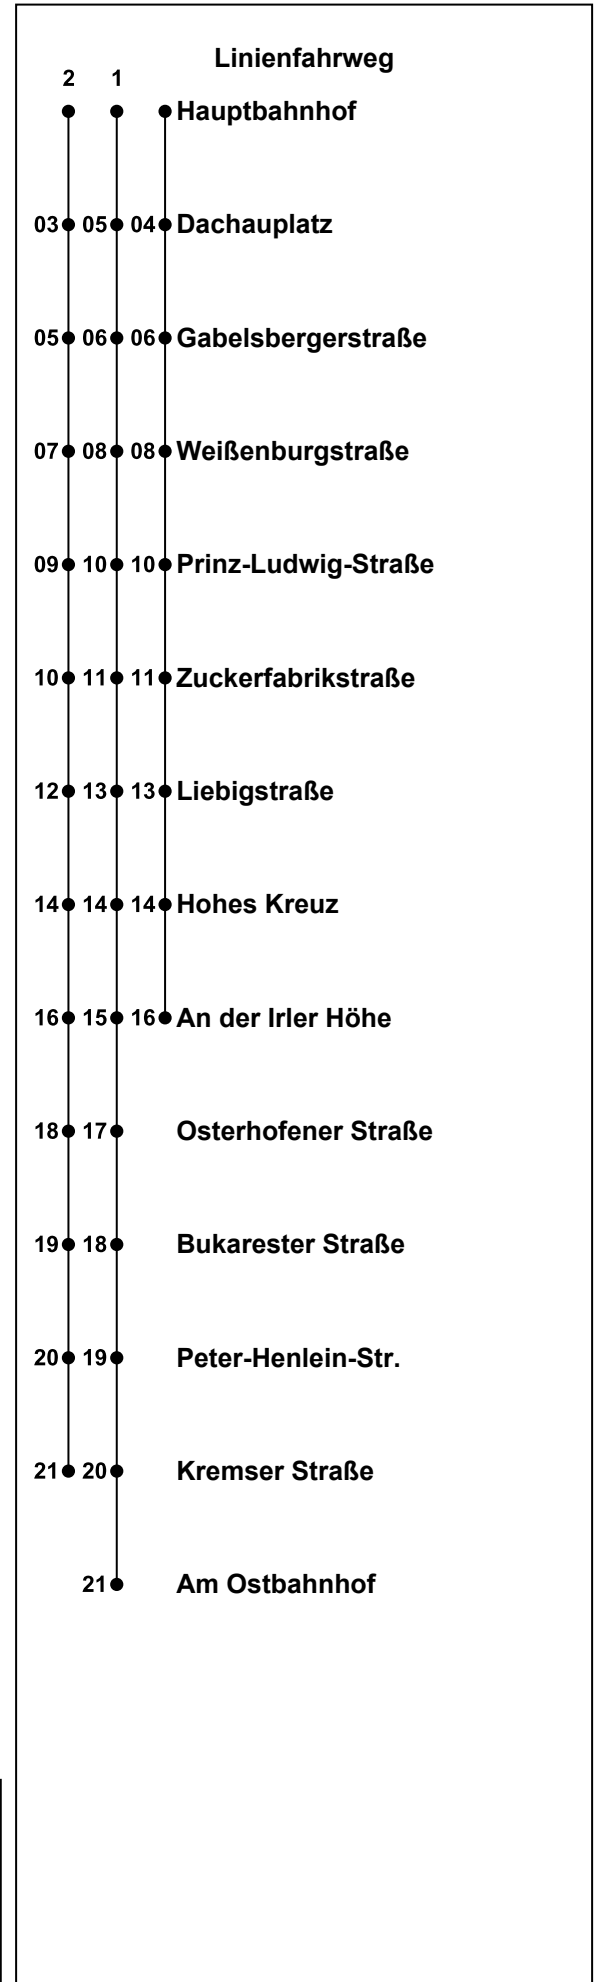 Linienfahrweg
2 1
Hauptbahnhof
03 05 04 Dachauplatz
05 06 06 Gabelsbergerstraße
07 08 08 Weißenburgstraße
09 10 10 Prinz-Ludwig-Straße
10 11 11 Zuckerfabrikstraße
12 13 13 Liebigstraße
14 14 14 Hohes Kreuz
16 15 16 An der Irler Höhe
18 17 Osterhofener Straße
19 18 Bukarester Straße
20 19 Peter-Henlein-Str.
21 20 Kremser Straße
21 Am Ostbahnhof